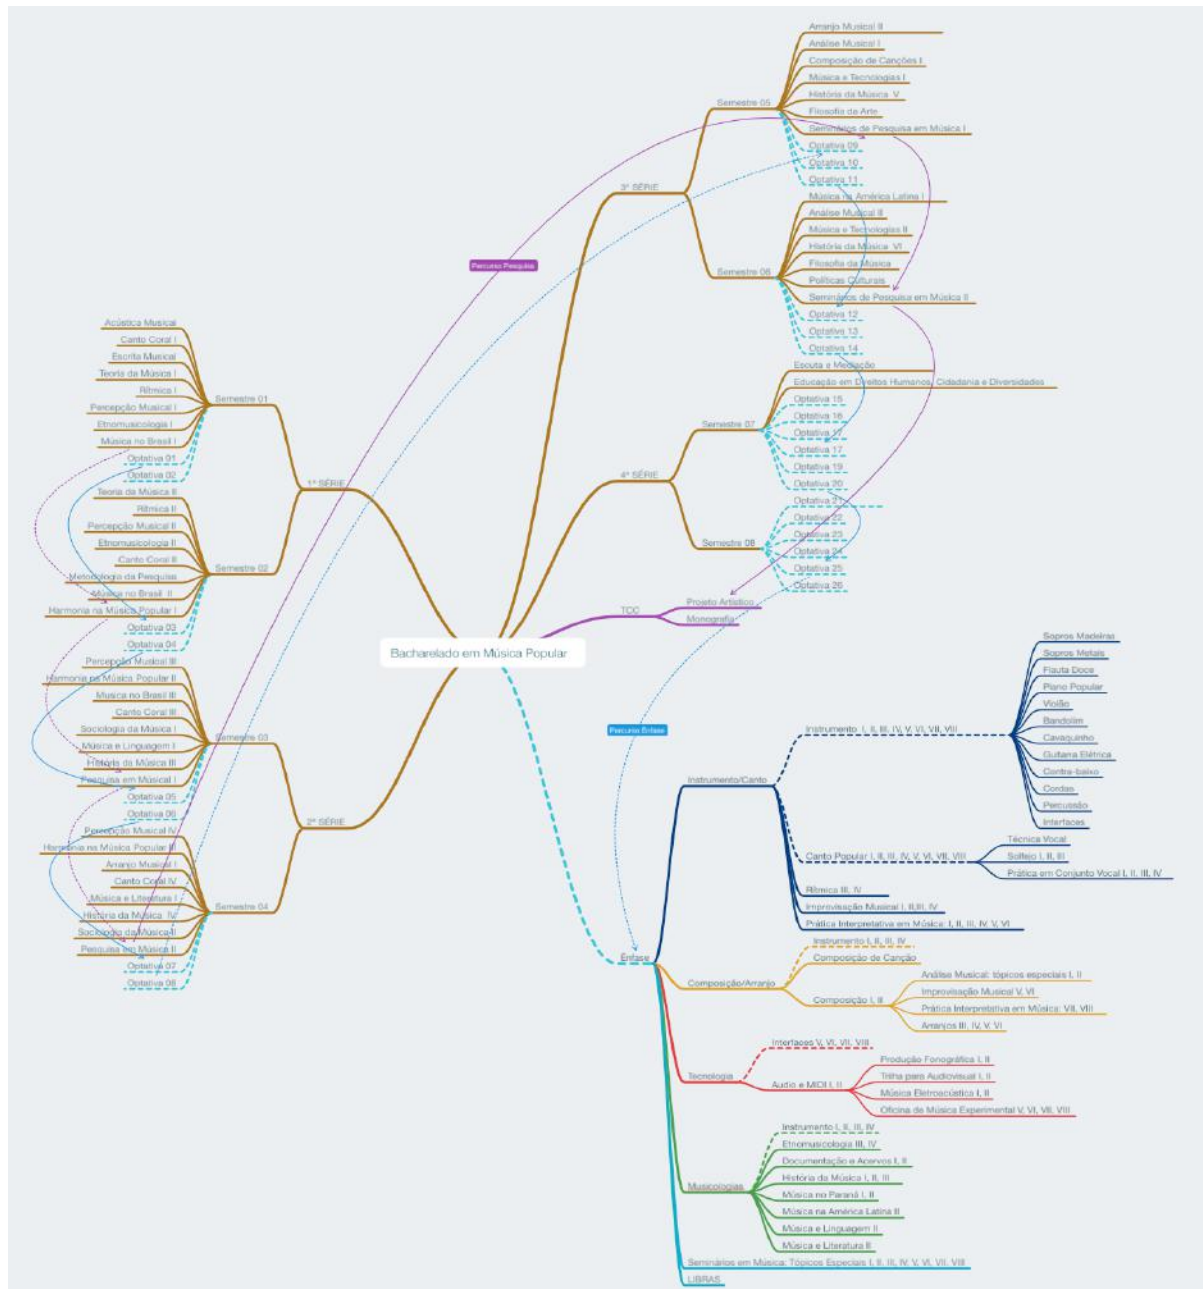 Bacharelado em Música Popular
1ª SÉRIE
Semestre 01
Acústica Musical
Canto Coral I
Escrita Musical
Teoria da Música I
Rítmica I
Percepção Musical I
Etnomusicologia I
Música no Brasil I
Optativa 01
Optativa 02
Semestre 02
Teoria da Música II
Rítmica II
Percepção Musical II
Etnomusicologia II
Canto Coral II
Metodologia da Pesquisa
Música no Brasil II
Harmonia na Música Popular I
Optativa 03
Optativa 04
2ª SÉRIE
Semestre 03
Percepção Musical III
Harmonia na Música Popular II
Musica no Brasil III
Canto Coral III
Sociologia da Música I
Música e Linguagem I
História da Música III
Pesquisa em Músical I
Optativa 05
Optativa 06
Semestre 04
Percepção Musical IV
Harmonia na Música Popular III
Arranjo Musical I
Canto Coral IV
Música e Literatura I
História da Música IV
Sociologia da Música II
Pesquisa em Música II
Optativa 07
Optativa 08
3ª SÉRIE
Semestre 05
Arranjo Musical II
Análise Musical I
Composição de Canções I
Música e Tecnologias I
História da Música V
Filosofia da Arte
Seminários de Pesquisa em Música I
Optativa 09
Optativa 10
Optativa 11
Semestre 06
Música na América Latina I
Análise Musical II
Música e Tecnologias II
História da Música VI
Filosofia da Música
Políticas Culturais
Seminários de Pesquisa em Música II
Optativa 12
Optativa 13
Optativa 14
Percurso Pesquisa
4ª SÉRIE
Semestre 07
Escuta e Mediação
Educação em Direitos Humanos, Cidadania e Diversidades
Optativa 15
Optativa 16
Optativa 17
Optativa 17
Optativa 19
Optativa 20
Semestre 08
Optativa 21
Optativa 22
Optativa 23
Optativa 24
Optativa 25
Optativa 26
TCC
Projeto Artístico
Monografia
Percurso Ênfase
Ênfase
Instrumento/Canto
Instrumento I, II, III, IV, V, VI, VII, VIII
Sopros Madeiras
Sopros Metais
Flauta Doce
Piano Popular
Violão
Bandolim
Cavaquinho
Guitarra Elétrica
Contra-baixo
Cordas
Percussão
Interfaces
Canto Popular I, II, III, IV, V, VI, VII, VIII
Técnica Vocal
Solfejo I, II, III
Prática em Conjunto Vocal I, II, III, IV
Rítmica III, IV
Improvisação Musical I, II,III, IV
Prática Interpretativa em Música: I, II, III, IV, V, VI
Composição/Arranjo
Instrumento I, II, III, IV
Composição de Canção
Composição I, II
Análise Musical: tópicos especiais I, II
Improvisação Musical V, VI
Prática Interpretativa em Música: VII, VIII
Arranjos III, IV, V, VI
Tecnologia
Interfaces V, VI, VII, VIII
Audio e MIDI I, II
Produção Fonográfica I, II
Trilha para Audiovisual I, II
Música Eletroacústica I, II
Oficina de Música Experimental V, VI, VII, VIII
Musicologias
Instrumento I, II, III, IV
Etnomusicologia III, IV
Documentação e Acervos I, II
História da Música I, II, III
Música no Paraná I, II
Música na América Latina II
Música e Linguagem II
Música e Literatura II
Seminários em Música: Tópicos Especiais I, II, III, IV, V, VI, VII, VIII
LIBRAS